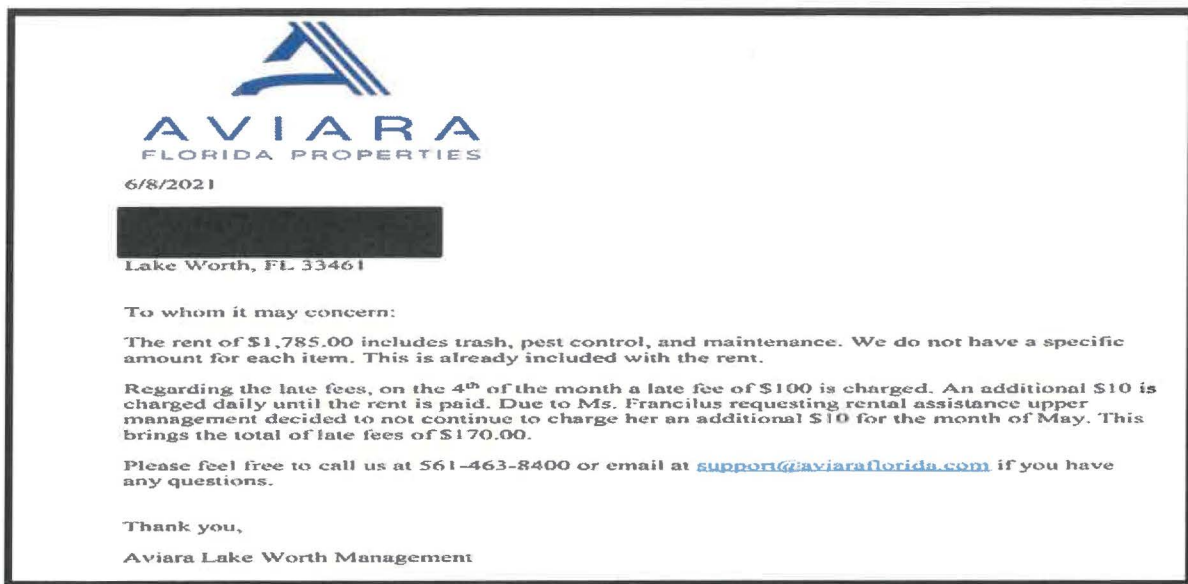 AVIARA
FLORIDA PROPERTIES
6/8/2021
Lake Worth, FL 33461
To whom it may concern:
The rent of $1,785.00 includes trash, pest control, and maintenance. We do not have a specific
amount for each item. This is already included with the rent.
Regarding the late fees, on the 4th of the month a late fee of $100 is charged. An additional $10 is
charged daily until the rent is paid. Due to Ms. Francilus requesting rental assistance upper
management decided to not continue to charge her an additional $10 for the month of May. This
brings the total of late fees of $170.00.
Please feel free to call us at 561-463-8400 or email at support@aviaraflorida.com if you have
any questions.
Thank you,
Aviara Lake Worth Management